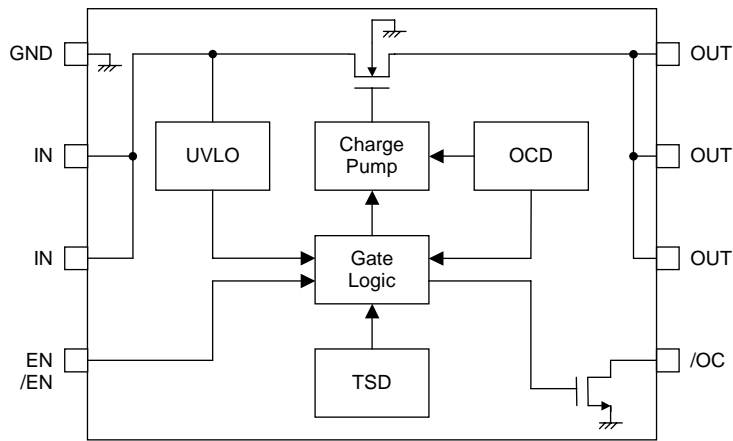 GND
OUT
IN
UVLO
Charge
Pump
OCD
OUT
IN
Gate
Logic
OUT
EN
/EN
TSD
/OC